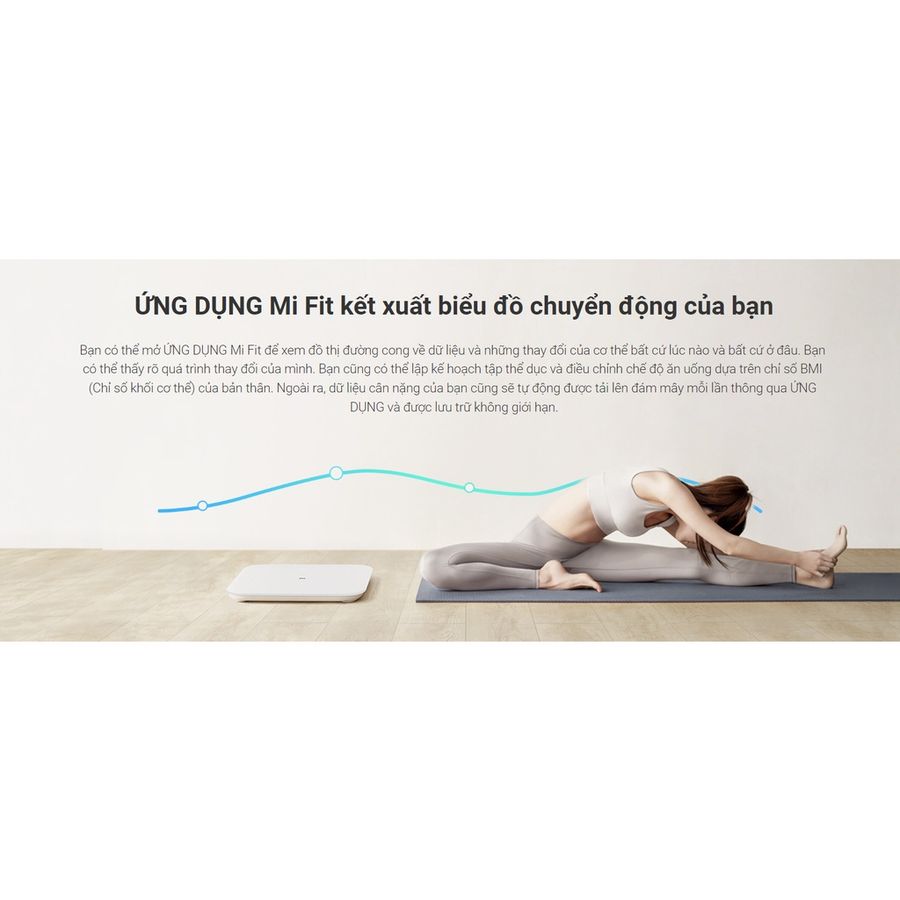 ỨNG DỤNG Mi Fit kết xuất biểu đồ chuyển động của bạn
Bạn có thể mở ỨNG DỤNG Mi Fit để xem đồ thị đường cong về dữ liệu và những thay đổi của cơ thể bất cứ lúc nào và bất cứ ở đâu. Bạn
có thể thấy rõ quá trình thay đổi của mình. Bạn cũng có thể lập kế hoạch tập thể dục và điều chỉnh chế độ ăn uống dựa trên chỉ số BMI
(Chỉ số khối cơ thể) của bản thân. Ngoài ra, dữ liệu cân nặng của bạn cũng sẽ tự động được tải lên đám mây mỗi lần thông qua ỨNG
DỤNG và được lưu trữ không giới hạn.